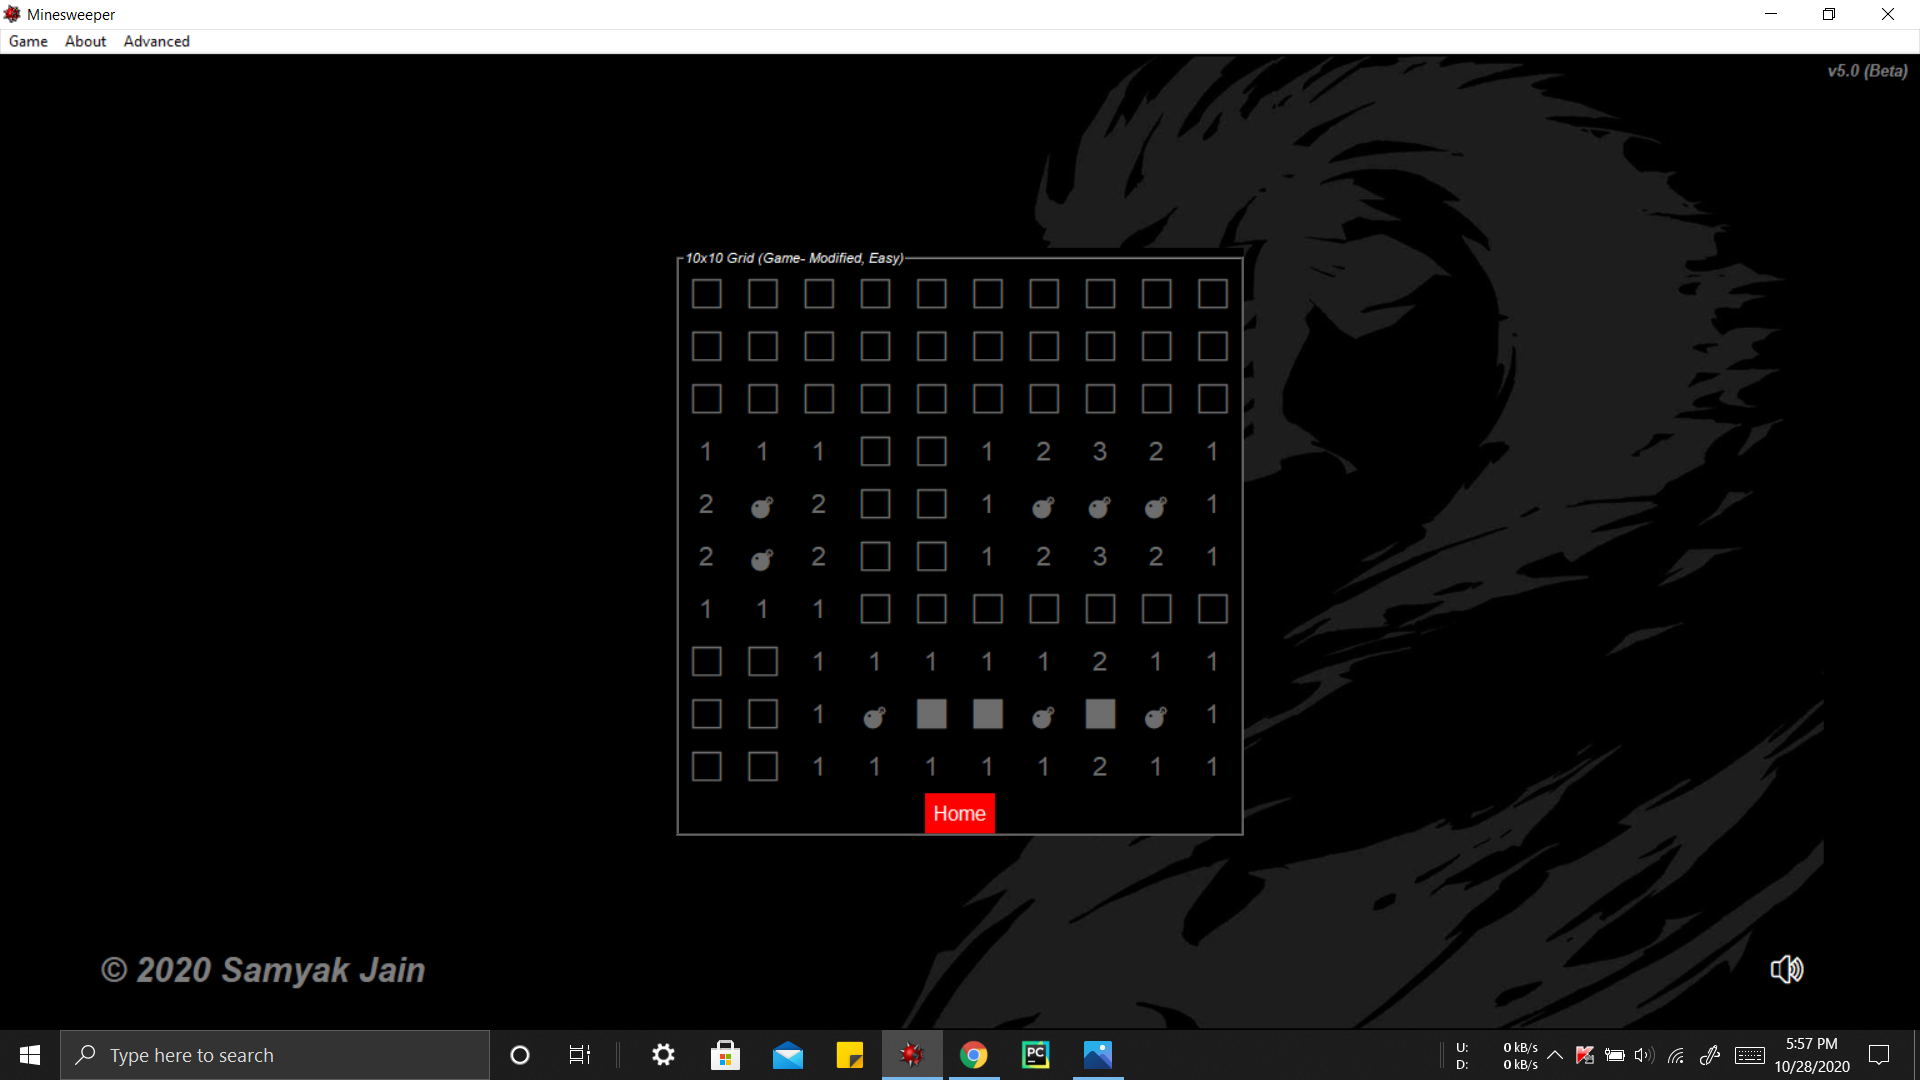 Minesweeper
Game About Advanced
v5.0 (Beta)
10x10 Grid (Game- Modified, Easy)
1 1 1 1 2 3 2 1
2 2 1 1
2 2 1 2 3 2 1
1 1 1
1 1 1 1 1 2 1 1
1 1
1 1 1 1 1 2 1 1
Home
© 2020 Samyak Jain
Type here to search
PC
U: 0 kB/s
D: 0 kB/s
5:57 PM
10/28/2020